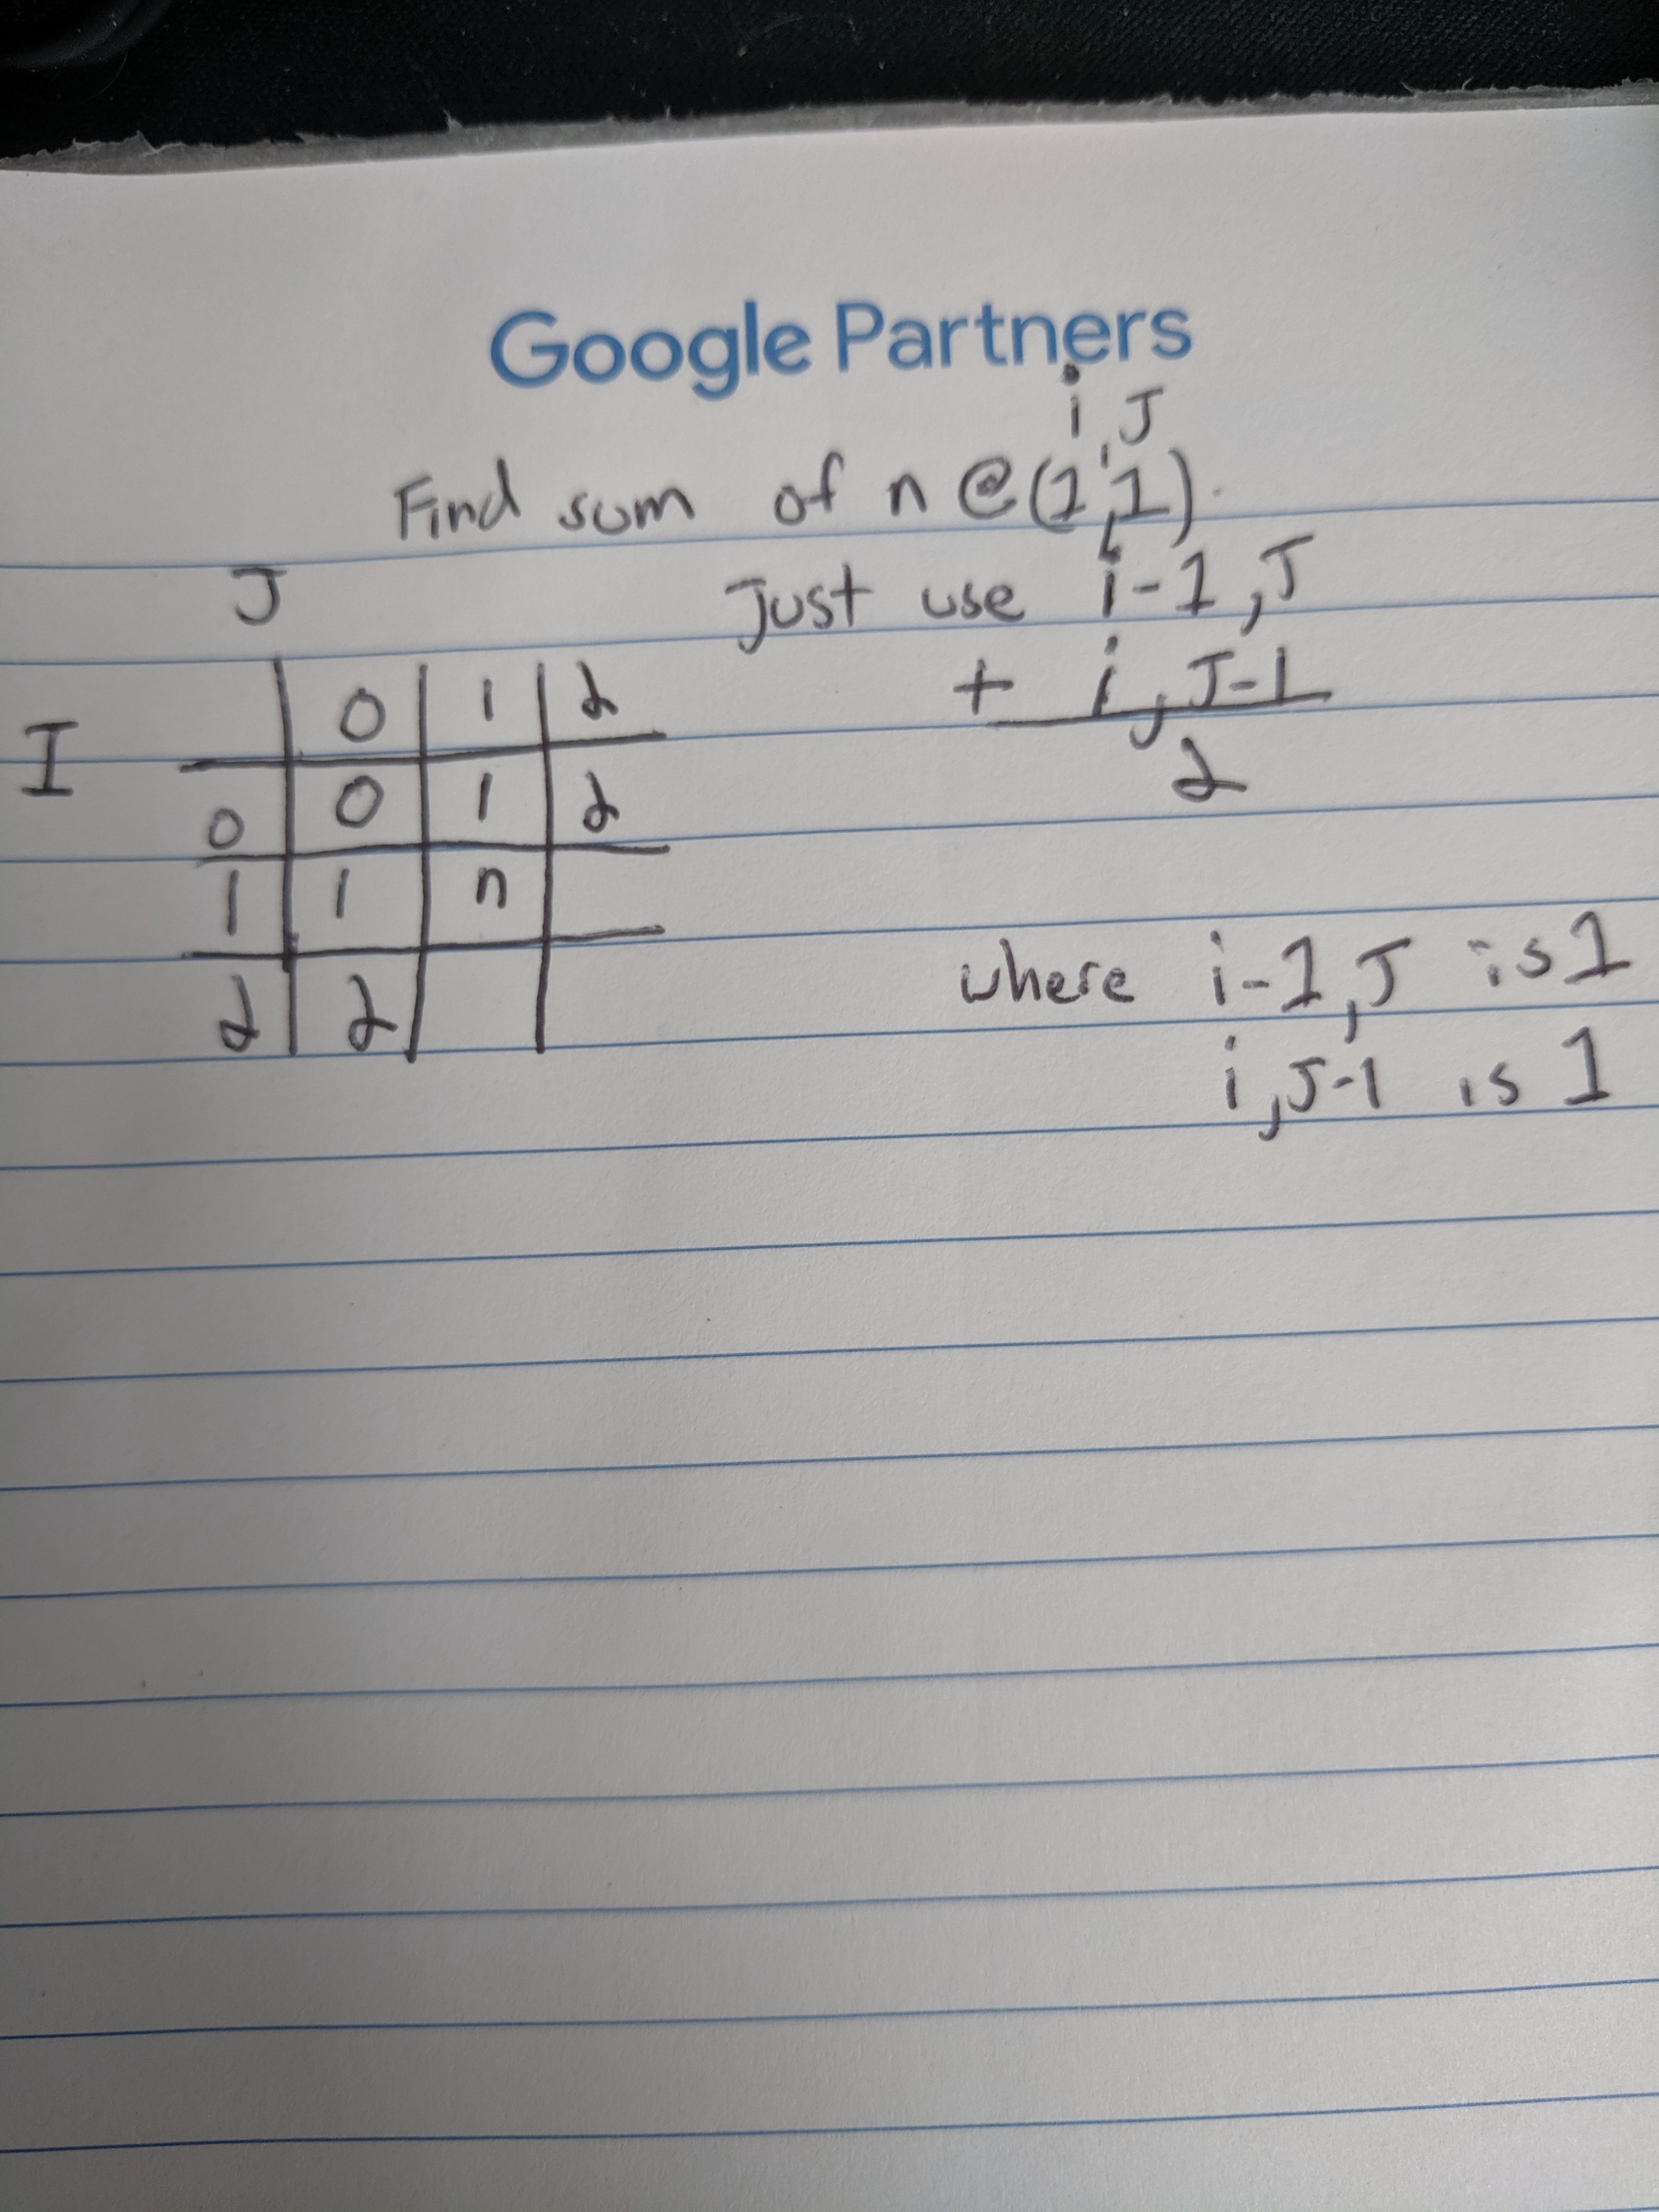 Google Partners
i, J
Find sum of n @ (1,1).
Just use i-1, J
+ i, J-1
2
J
I
0 1 2
0 0 1 2
1 1 n
2 2
where i-1, J is 1
i, J-1 is 1